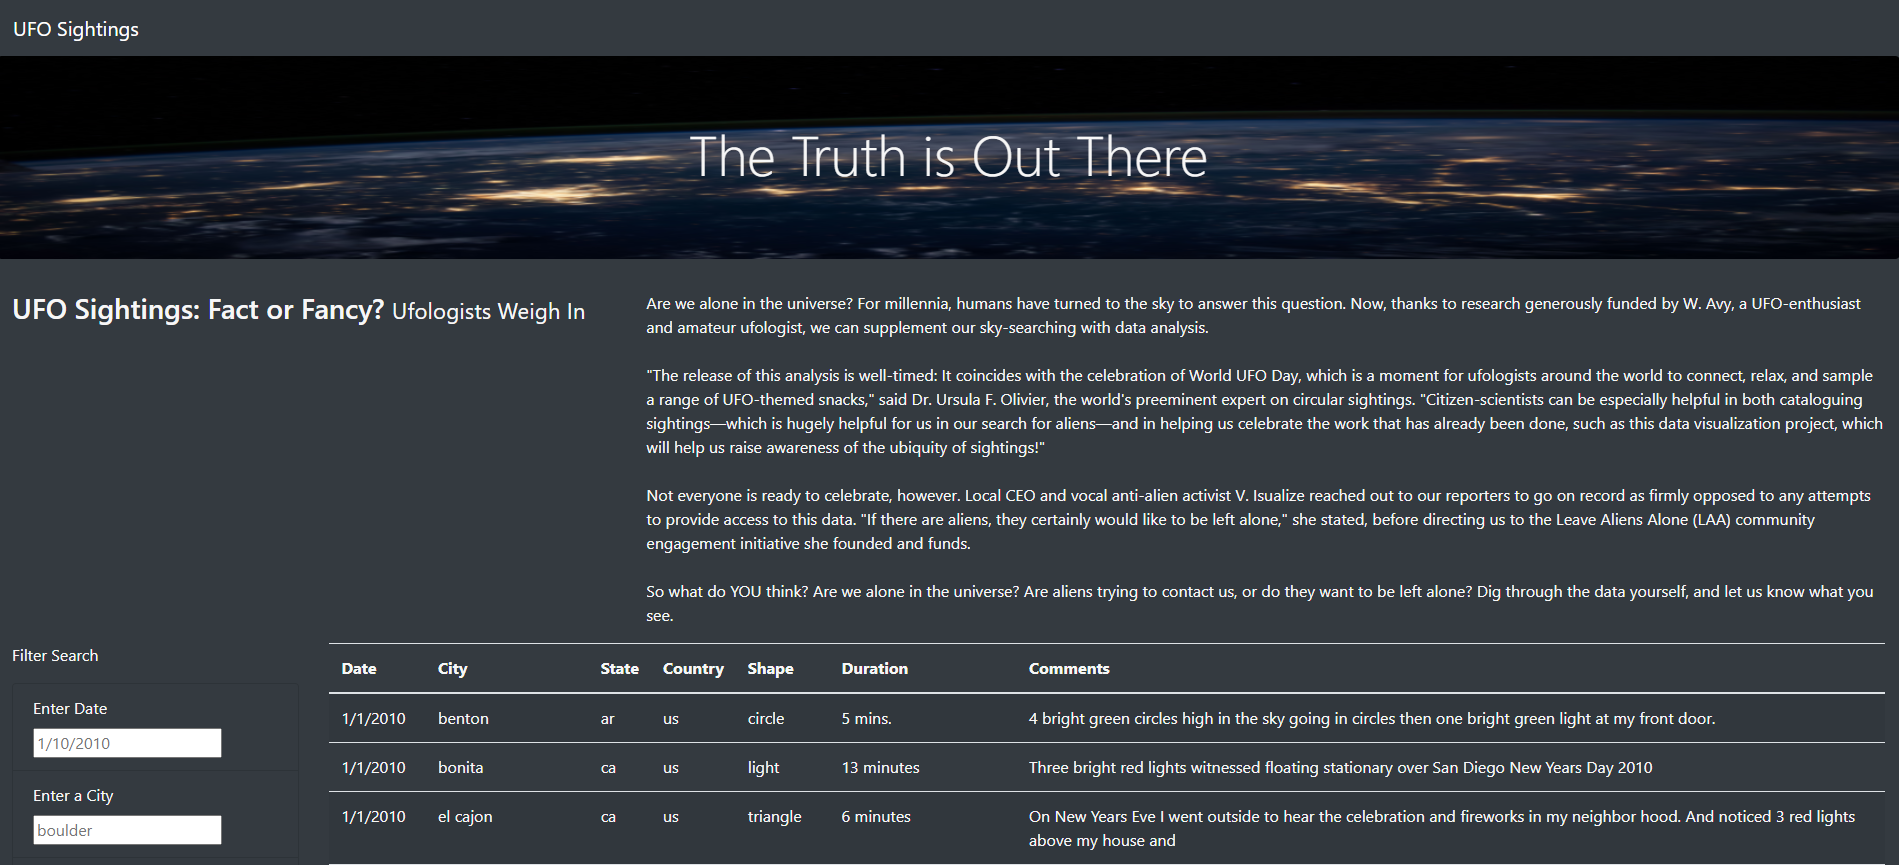 UFO Sightings
The Truth is Out There
UFO Sightings: Fact or Fancy? Ufologists Weigh In
Are we alone in the universe? For millennia, humans have turned to the sky to answer this question. Now, thanks to research generously funded by W. Avy, a UFO-enthusiast
and amateur ufologist, we can supplement our sky-searching with data analysis.
"The release of this analysis is well-timed: It coincides with the celebration of World UFO Day, which is a moment for ufologists around the world to connect, relax, and sample
a range of UFO-themed snacks," said Dr. Ursula F. Olivier, the world's preeminent expert on circular sightings. "Citizen-scientists can be especially helpful in both cataloguing
sightings—which is hugely helpful for us in our search for aliens—and in helping us celebrate the work that has already been done, such as this data visualization project, which
will help us raise awareness of the ubiquity of sightings!"
Not everyone is ready to celebrate, however. Local CEO and vocal anti-alien activist V. Isualize reached out to our reporters to go on record as firmly opposed to any attempts
to provide access to this data. "If there are aliens, they certainly would like to be left alone," she stated, before directing us to the Leave Aliens Alone (LAA) community
engagement initiative she founded and funds.
So what do YOU think? Are we alone in the universe? Are aliens trying to contact us, or do they want to be left alone? Dig through the data yourself, and let us know what you
see.
Filter Search
Enter Date
1/10/2010
Enter a City
boulder
Date City State Country Shape Duration Comments
1/1/2010 benton ar us circle 5 mins. 4 bright green circles high in the sky going in circles then one bright green light at my front door.
1/1/2010 bonita ca us light 13 minutes Three bright red lights witnessed floating stationary over San Diego New Years Day 2010
1/1/2010 el cajon ca us triangle 6 minutes On New Years Eve I went outside to hear the celebration and fireworks in my neighbor hood. And noticed 3 red lights
above my house and